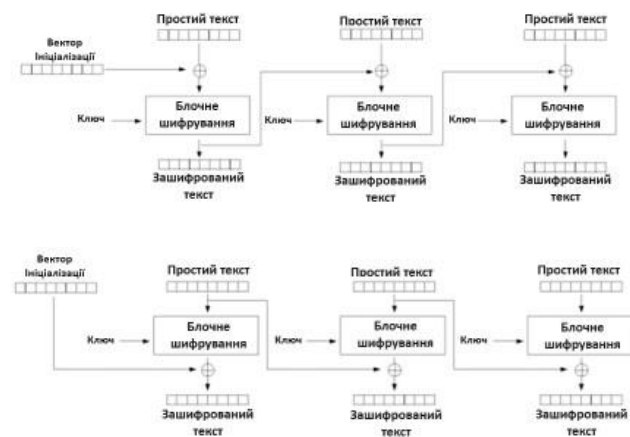 Простий текст
Простий текст
Простий текст
Вектор
Ініціалізації
Ключ
Блочне
шифрування
Ключ
Блочне
шифрування
Ключ
Блочне
шифрування
Зашифрований
текст
Зашифрований
текст
Зашифрований
текст
Вектор
Ініціалізації
Простий текст
Простий текст
Простий текст
Ключ
Блочне
шифрування
Ключ
Блочне
шифрування
Ключ
Блочне
шифрування
Зашифрований
текст
Зашифрований
текст
Зашифрований
текст